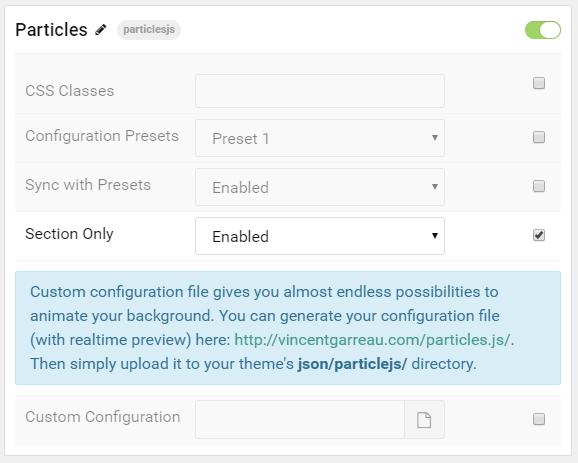 Particles particlesjs
CSS Classes
Configuration Presets Preset 1
Sync with Presets Enabled
Section Only Enabled
Custom configuration file gives you almost endless possibilities to
animate your background. You can generate your configuration file
(with realtime preview) here: http://vincentgarreau.com/particles.js/.
Then simply upload it to your theme's json/particlejs/ directory.
Custom Configuration